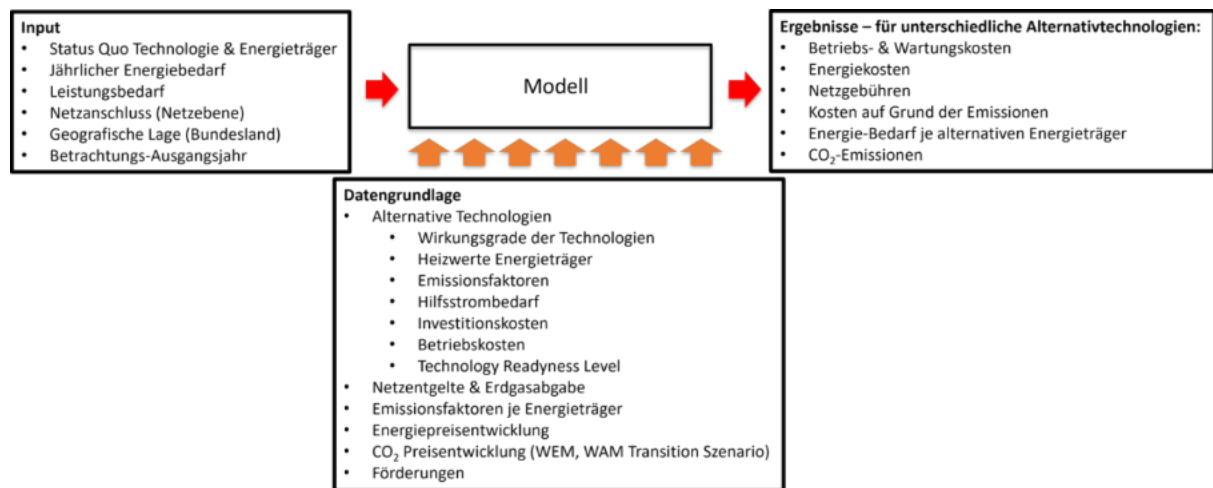 Input
• Status Quo Technologie & Energieträger
• Jährlicher Energiebedarf
• Leistungsbedarf
• Netzanschluss (Netzebene)
• Geografische Lage (Bundesland)
• Betrachtungs-Ausgangsjahr
Modell
Ergebnisse – für unterschiedliche Alternativtechnologien:
• Betriebs- & Wartungskosten
• Energiekosten
• Netzgebühren
• Kosten auf Grund der Emissionen
• Energie-Bedarf je alternativen Energieträger
• CO₂-Emissionen
Datengrundlage
• Alternative Technologien
• Wirkungsgrade der Technologien
• Heizwerte Energieträger
• Emissionsfaktoren
• Hilfsstrombedarf
• Investitionskosten
• Betriebskosten
• Technology Readyness Level
• Netzentgelte & Erdgasabgabe
• Emissionsfaktoren je Energieträger
• Energiepreisentwicklung
• CO₂ Preisentwicklung (WEM, WAM Transition Szenario)
• Förderungen